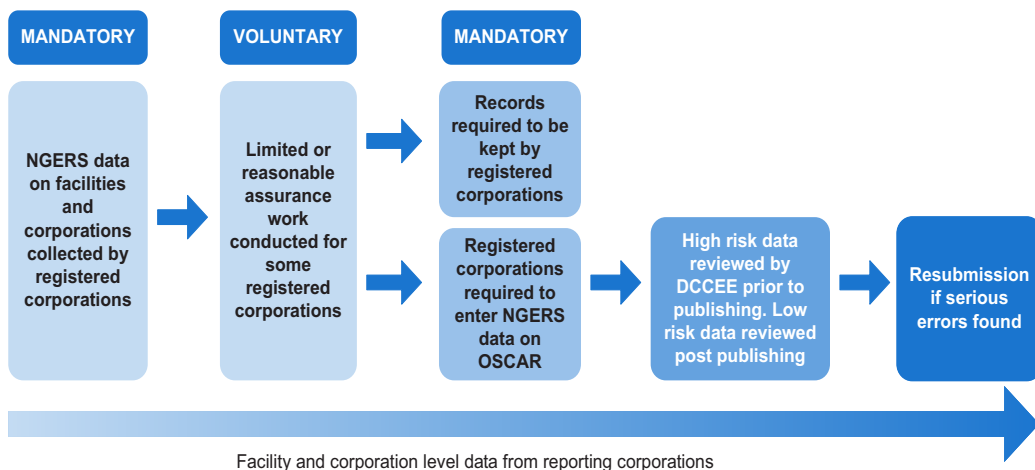 MANDATORY
VOLUNTARY
MANDATORY
NGERS data
on facilities
and
corporations
collected by
registered
corporations
Limited or
reasonable
assurance
work
conducted for
some
registered
corporations
Records
required to be
kept by
registered
corporations
Registered
corporations
required to
enter NGERS
data on
OSCAR
High risk data
reviewed by
DCCEE prior to
publishing. Low
risk data reviewed
post publishing
Resubmission
if serious
errors found
Facility and corporation level data from reporting corporations